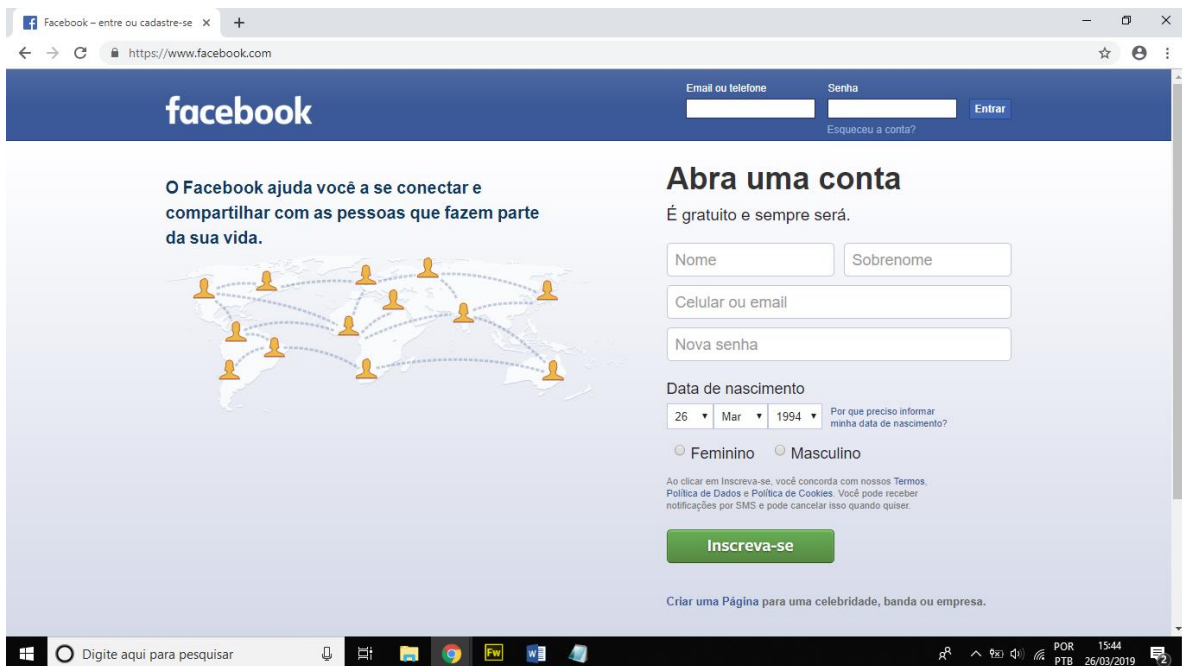 Facebook – entre ou cadastre-se
https://www.facebook.com
facebook
Email ou telefone
Senha
Entrar
Esqueceu a conta?
O Facebook ajuda você a se conectar e
compartilhar com as pessoas que fazem parte
da sua vida.
Abra uma conta
É gratuito e sempre será.
Nome
Sobrenome
Celular ou email
Nova senha
Data de nascimento
26 Mar 1994
Por que preciso informar
minha data de nascimento?
Feminino Masculino
Ao clicar em Inscreva-se, você concorda com nossos Termos,
Política de Dados e Política de Cookies. Você pode receber
notificações por SMS e pode cancelar isso quando quiser.
Inscreva-se
Criar uma Página para uma celebridade, banda ou empresa.
Digite aqui para pesquisar
Fw
W
POR
PTB
15:44
26/03/2019
2